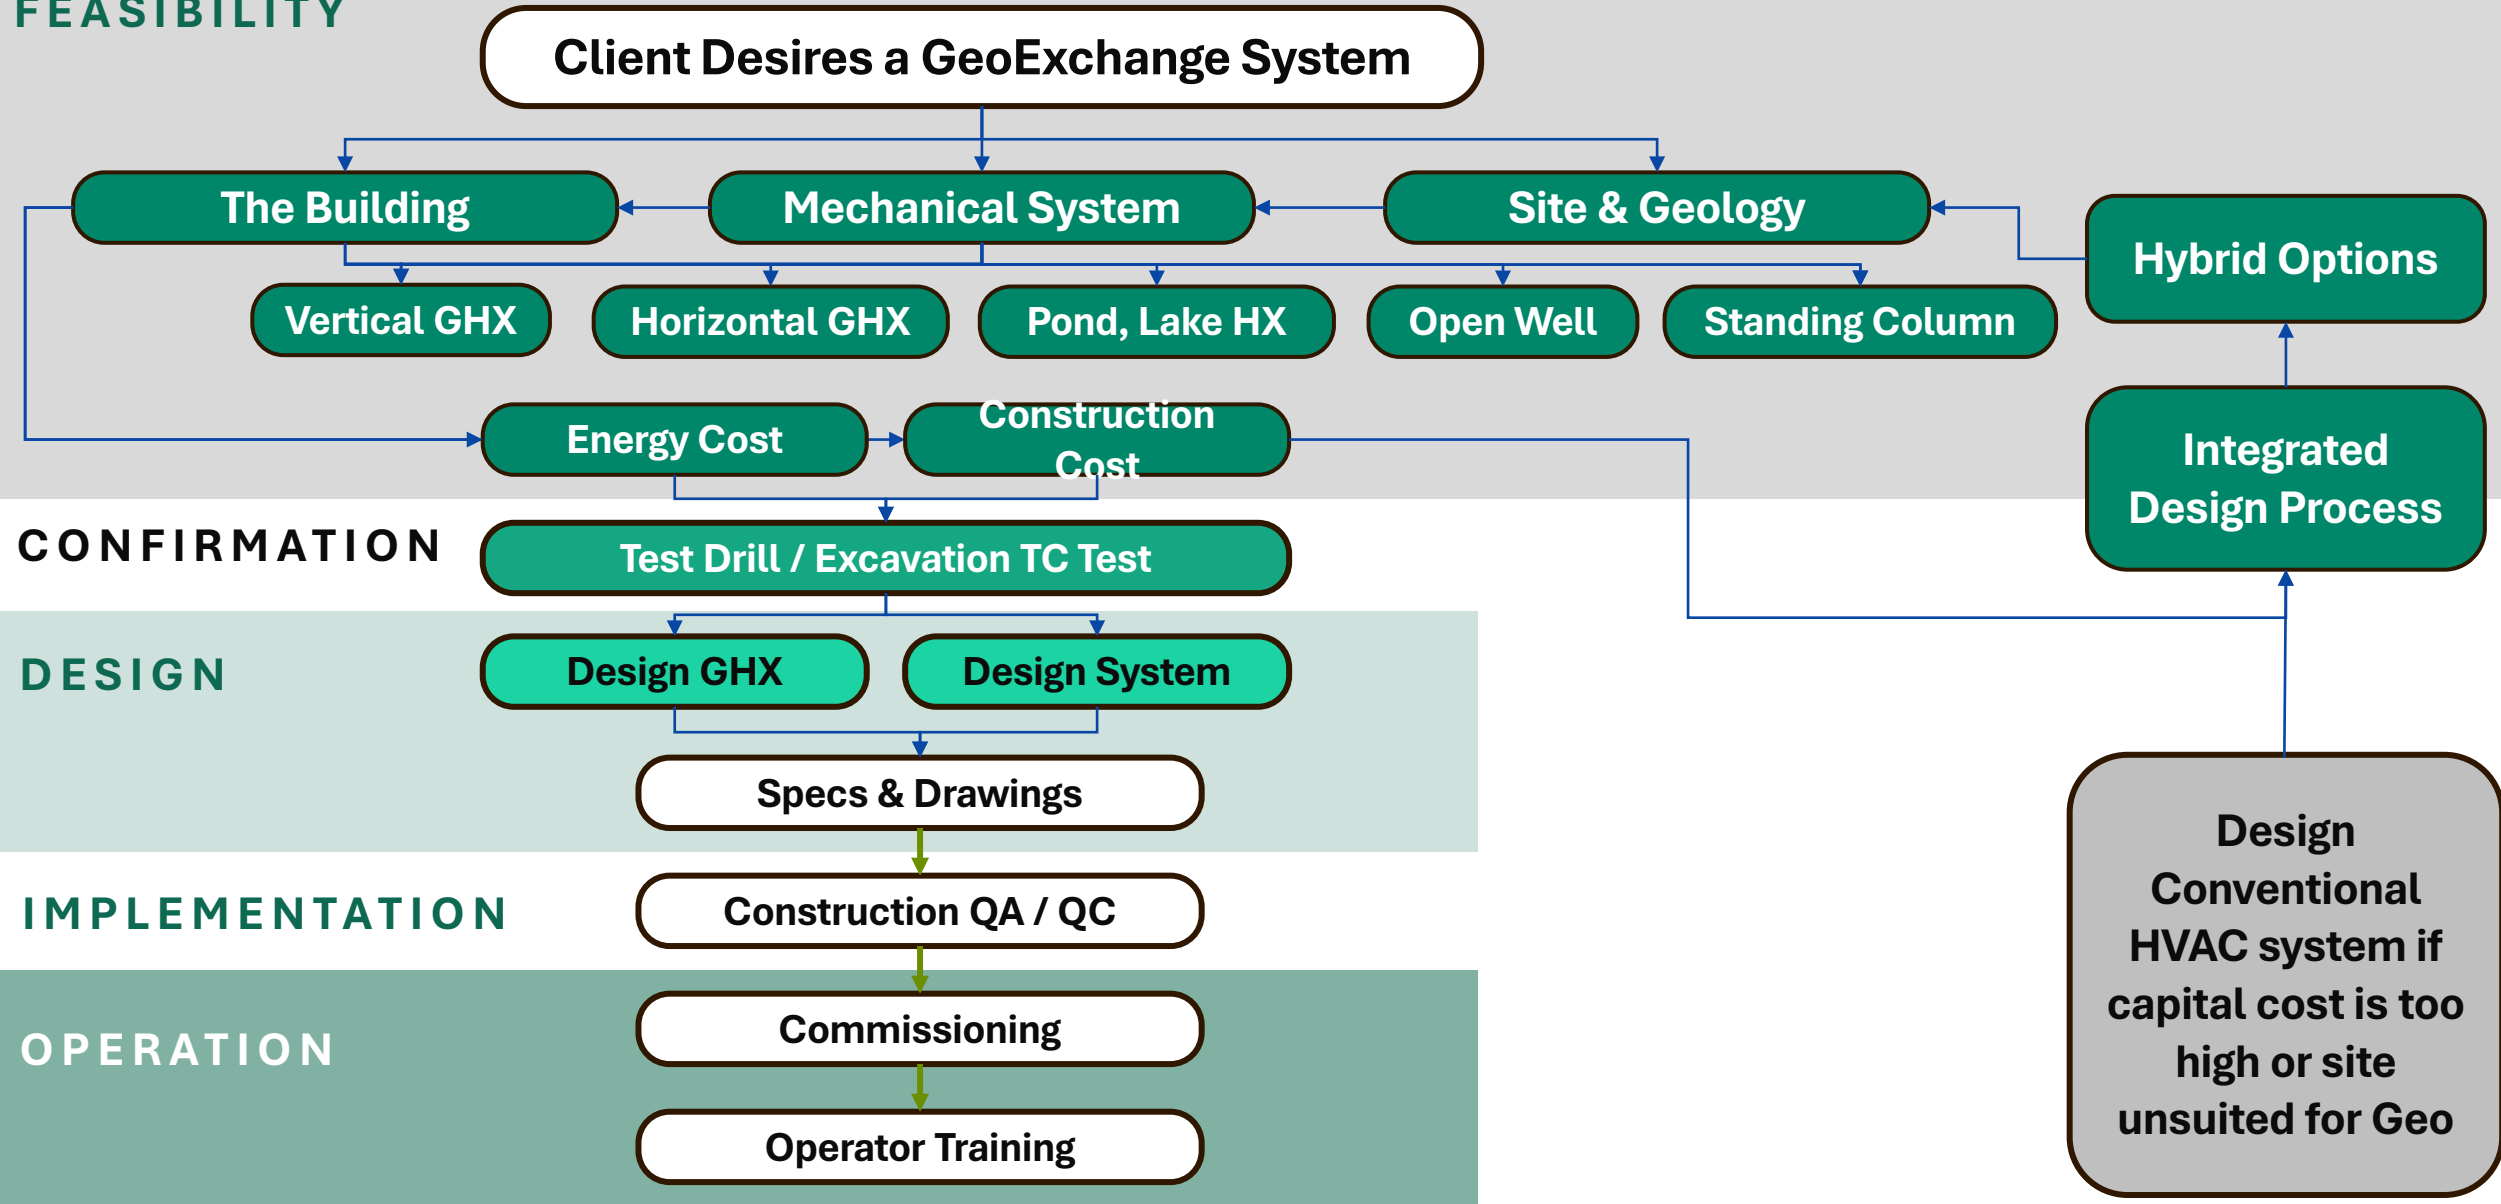 FEASIBILITY
Client Desires a GeoExchange System
The Building
Mechanical System
Site & Geology
Hybrid Options
Vertical GHX
Horizontal GHX
Pond, Lake HX
Open Well
Standing Column
Energy Cost
Construction
Cost
Integrated
Design Process
CONFIRMATION
Test Drill / Excavation TC Test
DESIGN
Design GHX
Design System
Specs & Drawings
IMPLEMENTATION
Construction QA / QC
OPERATION
Commissioning
Operator Training
Design
Conventional
HVAC system if
capital cost is too
high or site
unsuited for Geo